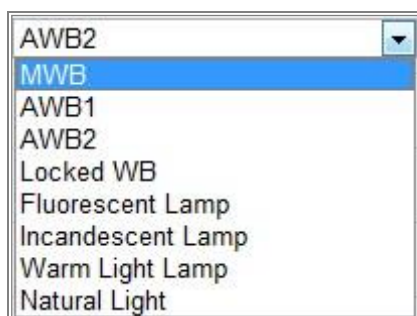 AWB2
MWB
AWB1
AWB2
Locked WB
Fluorescent Lamp
Incandescent Lamp
Warm Light Lamp
Natural Light